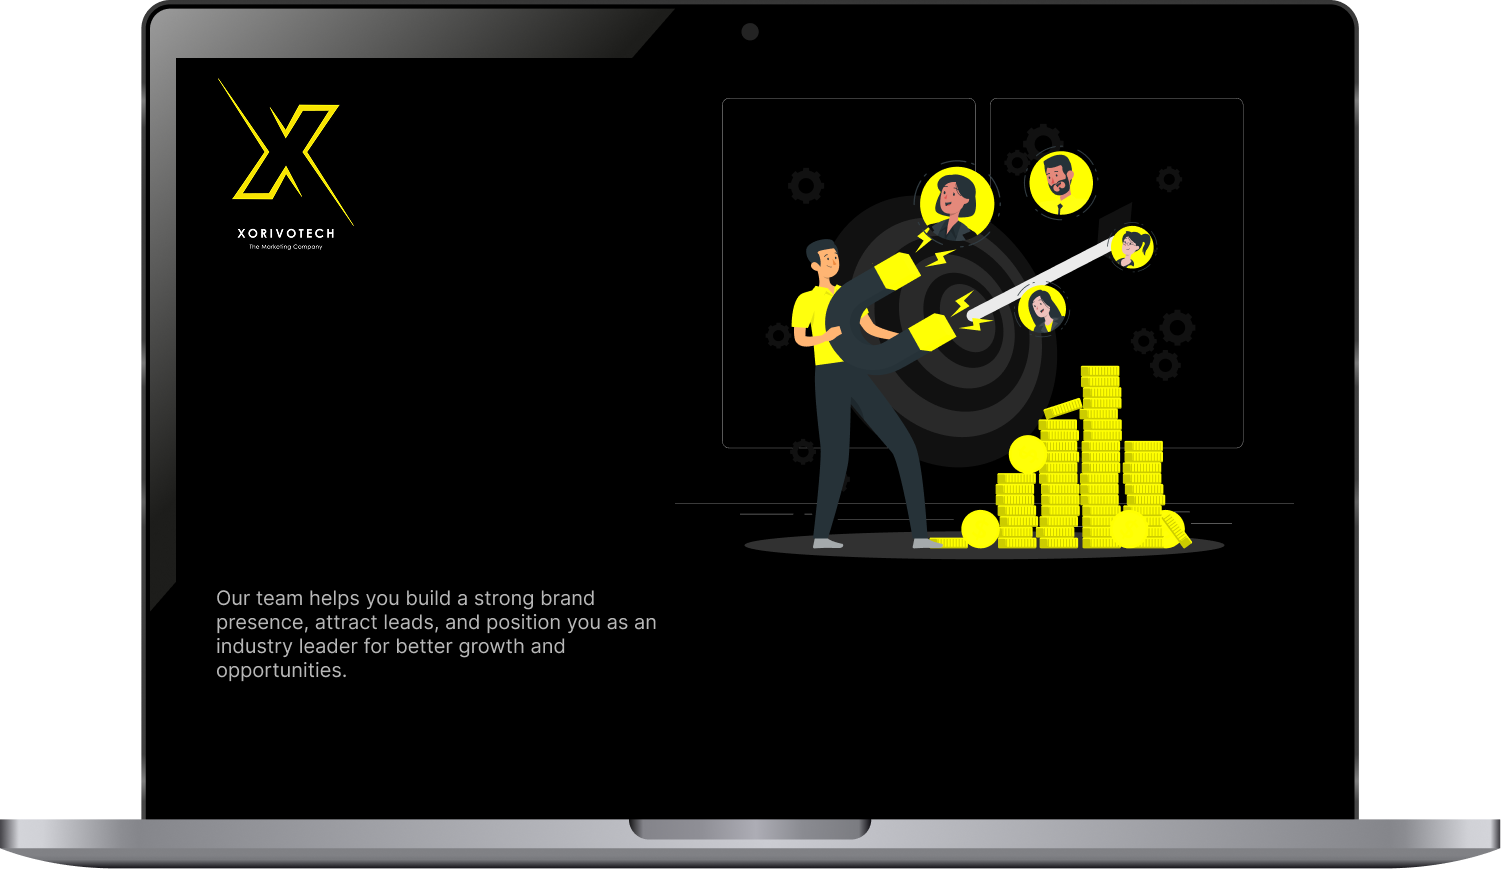 XORIVOTECH
The Marketing Company
Our team helps you build a strong brand
presence, attract leads, and position you as an
industry leader for better growth and
opportunities.